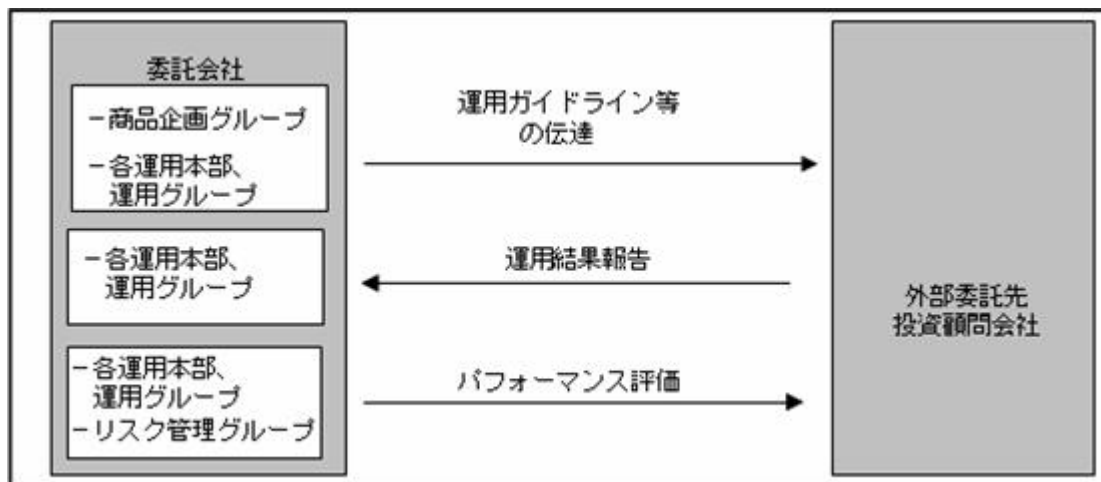 委託会社
－商品企画グループ
－各運用本部、
運用グループ
運用ガイドライン等
の伝達
－各運用本部、
運用グループ
運用結果報告
－各運用本部、
運用グループ
－リスク管理グループ
パフォーマンス評価
外部委託先
投資顧問会社